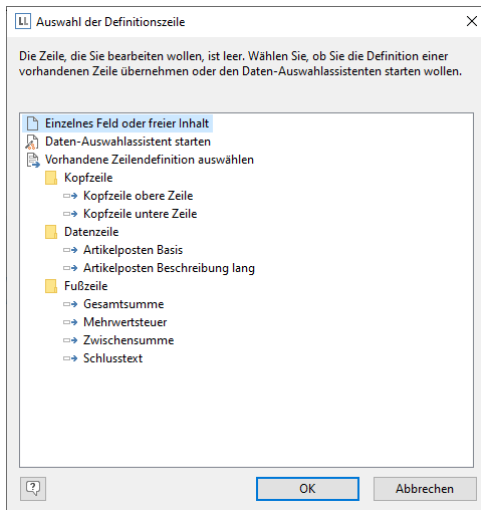 LL Auswahl der Definitionszeile
Die Zeile, die Sie bearbeiten wollen, ist leer. Wählen Sie, ob Sie die Definition einer
vorhandenen Zeile übernehmen oder den Daten-Auswahlassistenten starten wollen.
Einzelnes Feld oder freier Inhalt
Daten-Auswahlassistent starten
Vorhandene Zeilendefinition auswählen
Kopfzeile
Kopfzeile obere Zeile
Kopfzeile untere Zeile
Datenzeile
Artikelposten Basis
Artikelposten Beschreibung lang
Fußzeile
Gesamtsumme
Mehrwertsteuer
Zwischensumme
Schlusstext
?
OK
Abbrechen